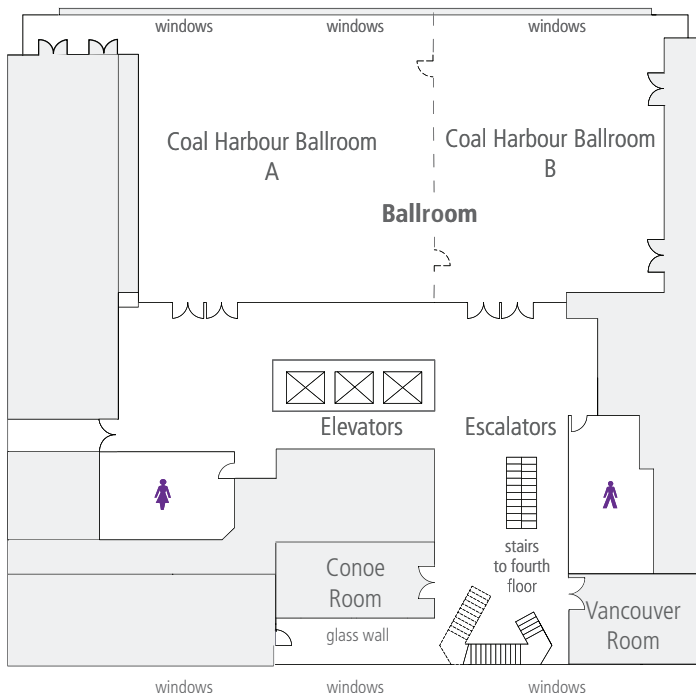 windows windows windows
Coal Harbour Ballroom
A
Coal Harbour Ballroom
B
Ballroom
Elevators
Escalators
stairs
to fourth
floor
Conoe
Room
glass wall
Vancouver
Room
windows windows windows